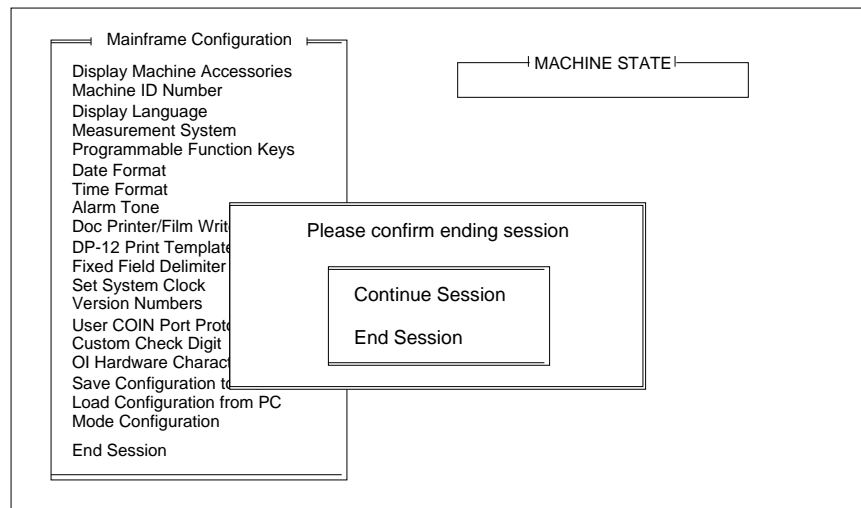 Mainframe Configuration
Display Machine Accessories
Machine ID Number
Display Language
Measurement System
Programmable Function Keys
Date Format
Time Format
Alarm Tone
Doc Printer/Film Writ
DP-12 Print Template
Fixed Field Delimiter
Set System Clock
Version Numbers
User COIN Port Proto
Custom Check Digit
OI Hardware Charact
Save Configuration to
Load Configuration from PC
Mode Configuration
End Session
MACHINE STATE
Please confirm ending session
Continue Session
End Session